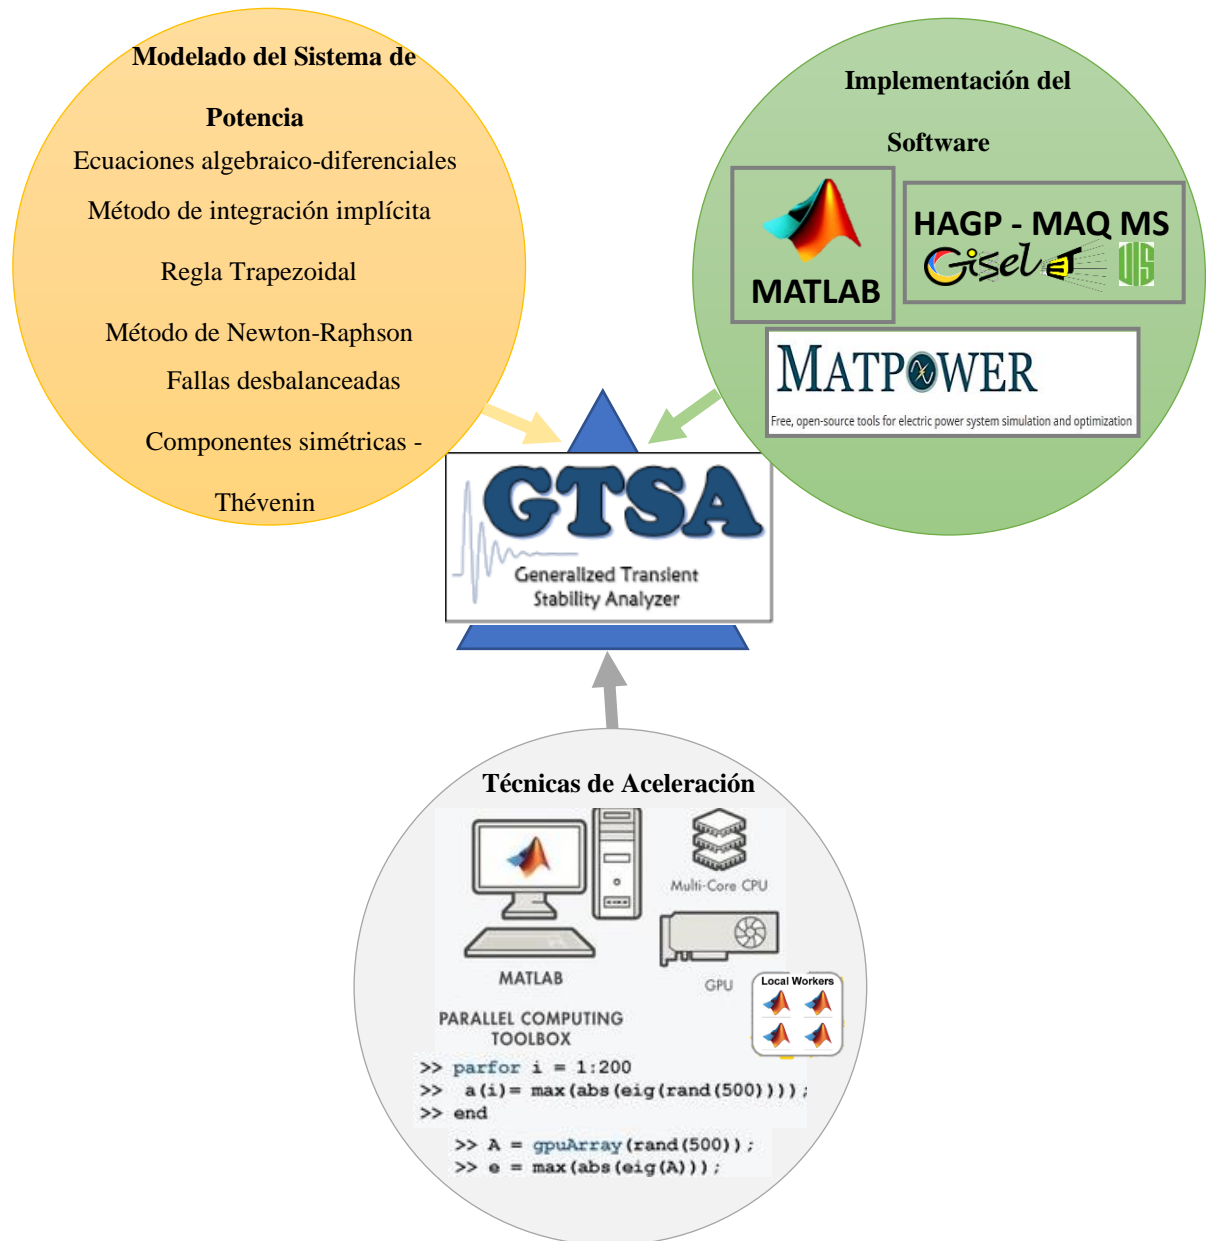 Modelado del Sistema de
Potencia
Ecuaciones algebraico-diferenciales
Método de integración implícita
Regla Trapezoidal
Método de Newton-Raphson
Fallas desbalanceadas
Componentes simétricas -
Thévenin
Implementación del
Software
MATLAB
HAGP - MAQ MS
Gisel
UIS
MATPOWER
Free, open-source tools for electric power system simulation and optimization
GTSA
Generalized Transient
Stability Analyzer
Técnicas de Aceleración
Multi-Core CPU
MATLAB
GPU
Local Workers
PARALLEL COMPUTING
TOOLBOX
>> parfor i = 1:200
>> a(i)= max(abs(eig(rand(500))));
>> end
>> A = gpuArray(rand(500));
>> e = max(abs(eig(A)));